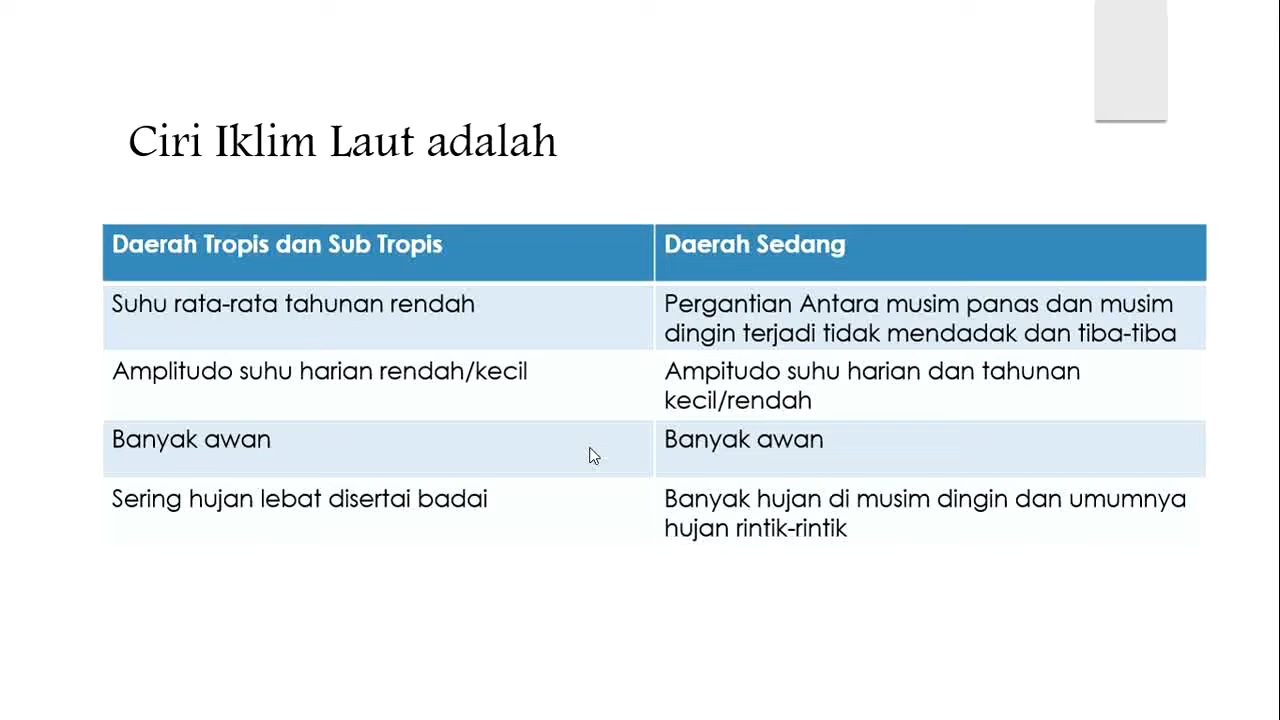 Ciri Iklim Laut adalah
Daerah Tropis dan Sub Tropis
Daerah Sedang
Suhu rata-rata tahunan rendah
Pergantian Antara musim panas dan musim
dingin terjadi tidak mendadak dan tiba-tiba
Amplitudo suhu harian rendah/kecil
Ampitudo suhu harian dan tahunan
kecil/rendah
Banyak awan
Banyak awan
Sering hujan lebat disertai badai
Banyak hujan di musim dingin dan umumnya
hujan rintik-rintik